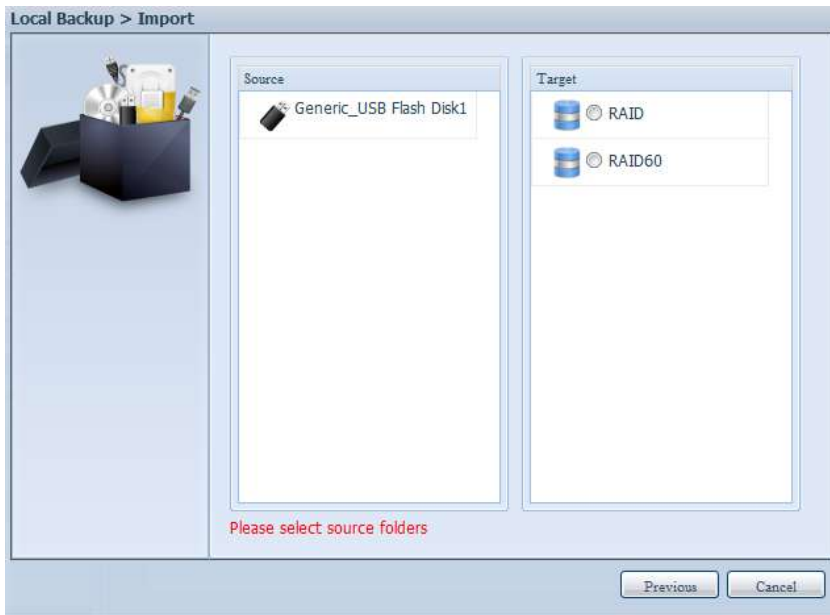 Local Backup > Import
Source
Generic_USB Flash Disk1
Target
RAID
RAID60
Please select source folders
Previous
Cancel